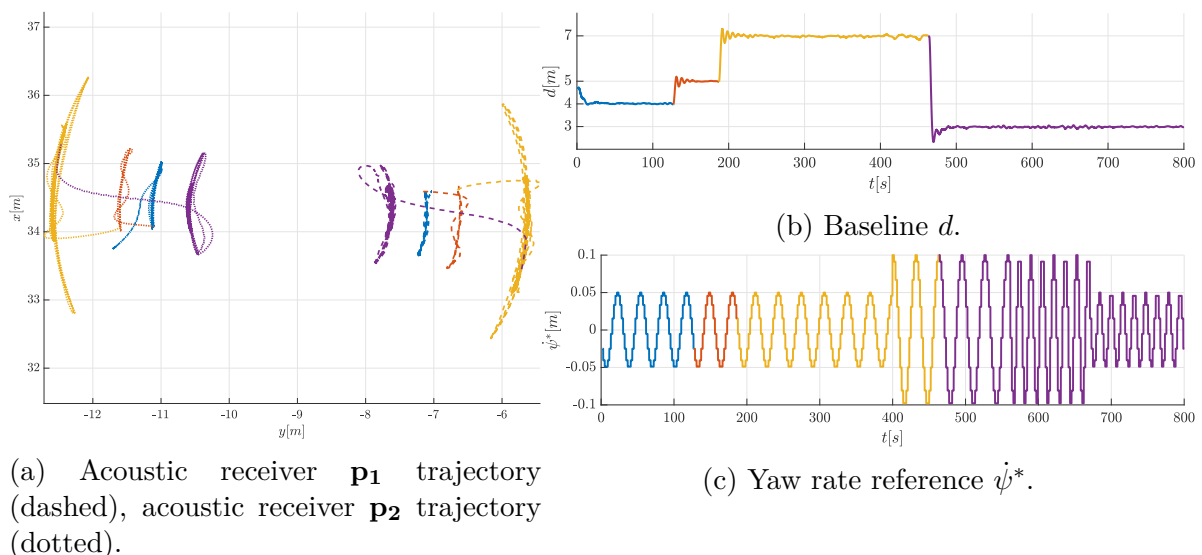 37
36
35
34
33
32
x[m]
-12
-11
-10
-9
-8
-7
-6
y[m]
(a) Acoustic receiver p₁ trajectory
(dashed), acoustic receiver p₂ trajectory
(dotted).
7
5
4
3
d[m]
0 100 200 300 400 500 600 700 800
t[s]
(b) Baseline d.
0.1
0.05
0
-0.05
-0.1
ψ̇*[m]
0 100 200 300 400 500 600 700 800
t[s]
(c) Yaw rate reference ψ̇*.